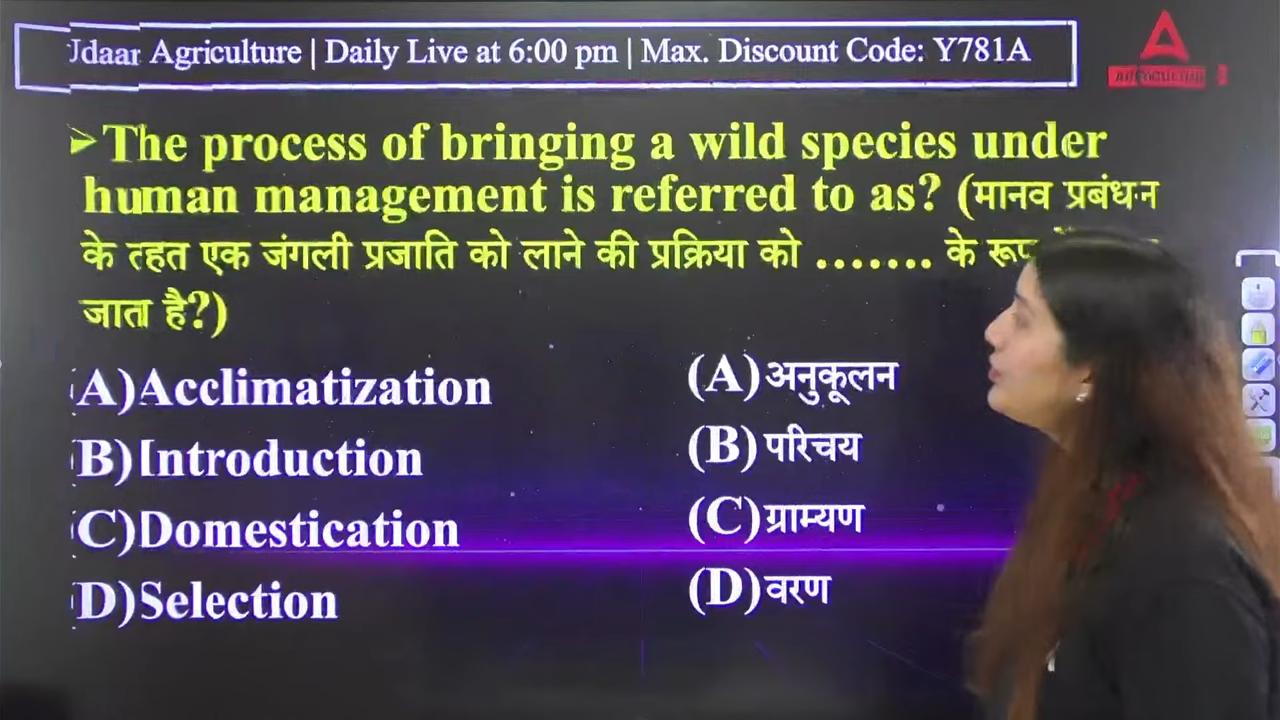 Udaan Agriculture | Daily Live at 6:00 pm | Max. Discount Code: Y781A
➢The process of bringing a wild species under
human management is referred to as? (मानव प्रबंधन
के तहत एक जंगली प्रजाति को लाने की प्रक्रिया को ....... के रूप
जाता है?)
(A)Acclimatization
(A)अनुकूलन
(B)Introduction
(B)परिचय
(C)Domestication
(C)ग्राम्यण
(D)Selection
(D)वरण